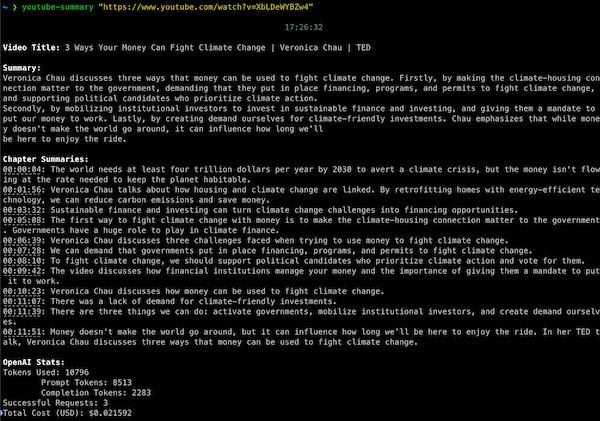 ~ ❯ youtube-summary "https://www.youtube.com/watch?v=XbLDeWYBZw4"
17:26:32
Video Title: 3 Ways Your Money Can Fight Climate Change | Veronica Chau | TED
Summary:
Veronica Chau discusses three ways that money can be used to fight climate change. Firstly, by making the climate-housing con
nection matter to the government, demanding that they put in place financing, programs, and permits to fight climate change,
and supporting political candidates who prioritize climate action.
Secondly, by mobilizing institutional investors to invest in sustainable finance and investing, and giving them a mandate to
put our money to work. Lastly, by creating demand ourselves for climate-friendly investments. Chau emphasizes that while mone
y doesn't make the world go around, it can influence how long we'll
be here to enjoy the ride.
Chapter Summaries:
00:00:04: The world needs at least four trillion dollars per year by 2030 to avert a climate crisis, but the money isn't flow
ing at the rate needed to keep the planet habitable.
00:01:56: Veronica Chau talks about how housing and climate change are linked. By retrofitting homes with energy-efficient te
chnology, we can reduce carbon emissions and save money.
00:03:32: Sustainable finance and investing can turn climate change challenges into financing opportunities.
00:05:08: The first way to fight climate change with money is to make the climate-housing connection matter to the government
. Governments have a huge role to play in climate finance.
00:06:39: Veronica Chau discusses three challenges faced when trying to use money to fight climate change.
00:07:28: We can demand that governments put in place financing, programs, and permits to fight climate change.
00:08:10: To fight climate change, we should support political candidates who prioritize climate action and vote for them.
00:09:42: The video discusses how financial institutions manage your money and the importance of giving them a mandate to put
it to work.
00:10:23: Veronica Chau discusses how money can be used to fight climate change.
00:11:07: There was a lack of demand for climate-friendly investments.
00:11:39: There are three things we can do: activate governments, mobilize institutional investors, and create demand ourselv
es.
00:11:51: Money doesn't make the world go around, but it can influence how long we'll be here to enjoy the ride. In her TED t
alk, Veronica Chau discusses three ways that money can be used to fight climate change.
OpenAI Stats:
Tokens Used: 10796
Prompt Tokens: 8513
Completion Tokens: 2283
Successful Requests: 3
Total Cost (USD): $0.021592